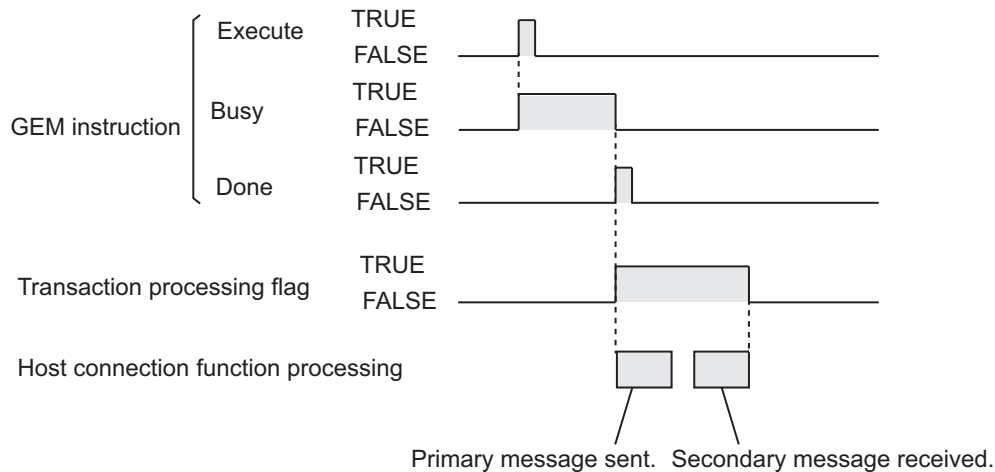 Execute
TRUE
FALSE
GEM instruction
Busy
TRUE
FALSE
Done
TRUE
FALSE
Transaction processing flag
TRUE
FALSE
Host connection function processing
Primary message sent. Secondary message received.